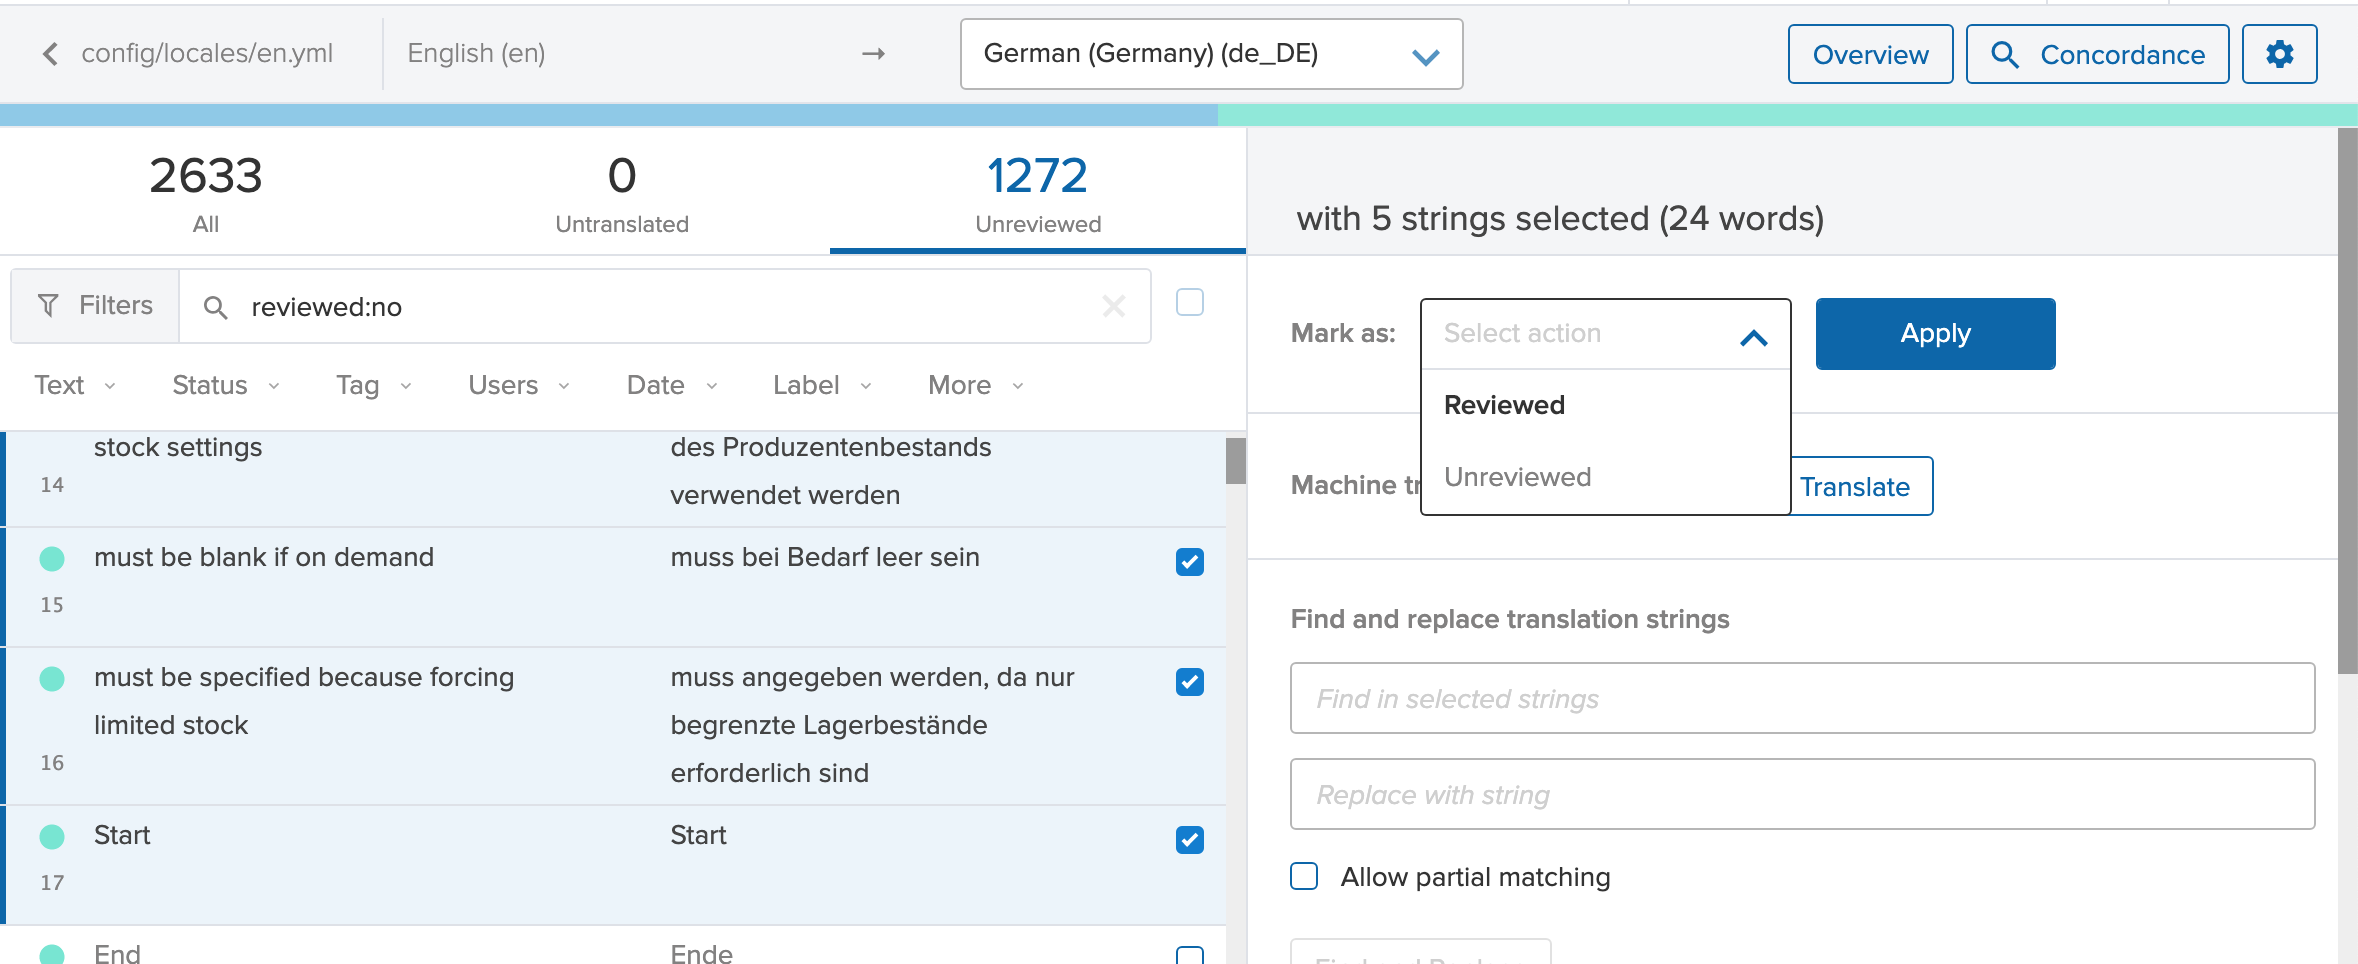 config/locales/en.yml
English (en)
→
German (Germany) (de_DE)
Overview
Concordance
2633
All
0
Untranslated
1272
Unreviewed
Filters
reviewed:no
Text
Status
Tag
Users
Date
Label
More
stock settings
des Produzentenbestands
verwendet werden
14
must be blank if on demand
muss bei Bedarf leer sein
15
must be specified because forcing
limited stock
muss angegeben werden, da nur
begrenzte Lagerbestände
erforderlich sind
16
Start
Start
17
End
Ende
with 5 strings selected (24 words)
Mark as:
Select action
Apply
Reviewed
Unreviewed
Machine
Translate
Find and replace translation strings
Find in selected strings
Replace with string
Allow partial matching